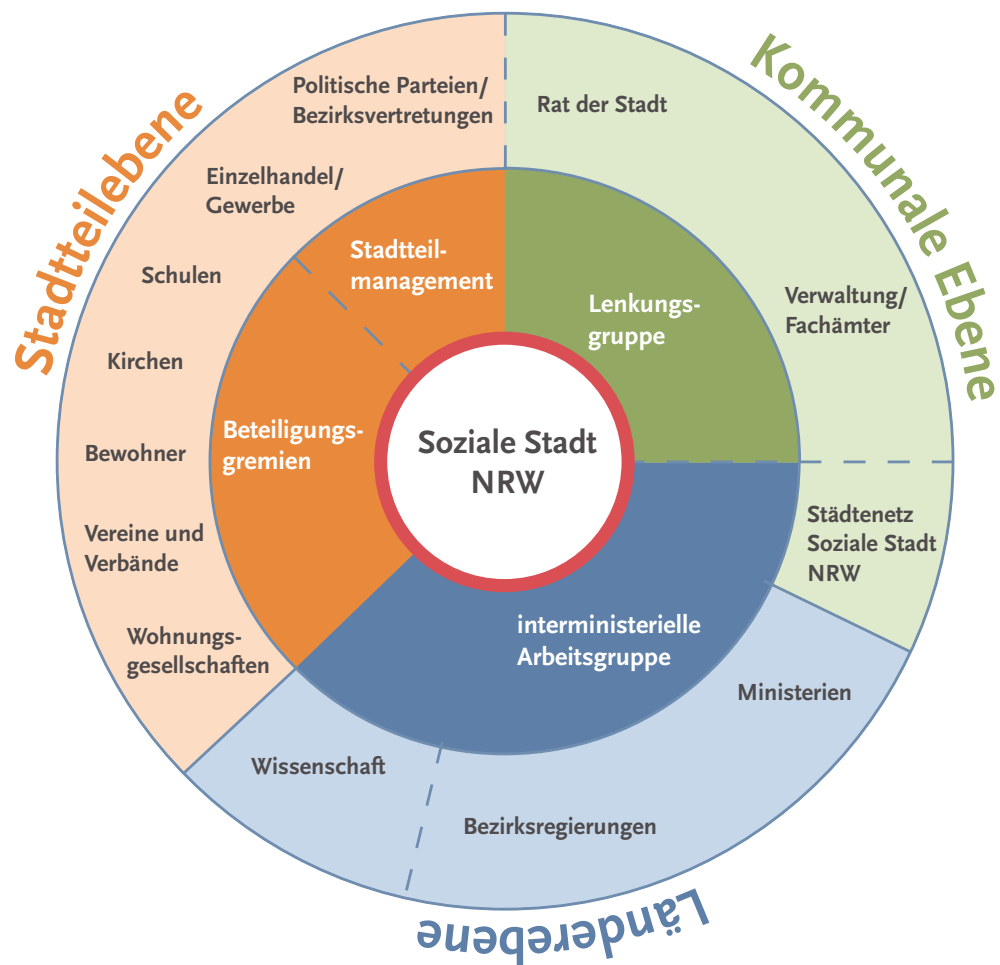 Stadtteilebene
Kommunale Ebene
Länderebene
Politische Parteien/
Bezirksvertretungen
Einzelhandel/
Gewerbe
Schulen
Kirchen
Bewohner
Vereine und
Verbände
Wohnungs-
gesellschaften
Rat der Stadt
Verwaltung/
Fachämter
Städtenetz
Soziale Stadt
NRW
Ministerien
Bezirksregierungen
Wissenschaft
Stadtteil-
management
Beteiligungs-
gremien
Lenkungs-
gruppe
interministerielle
Arbeitsgruppe
Soziale Stadt
NRW